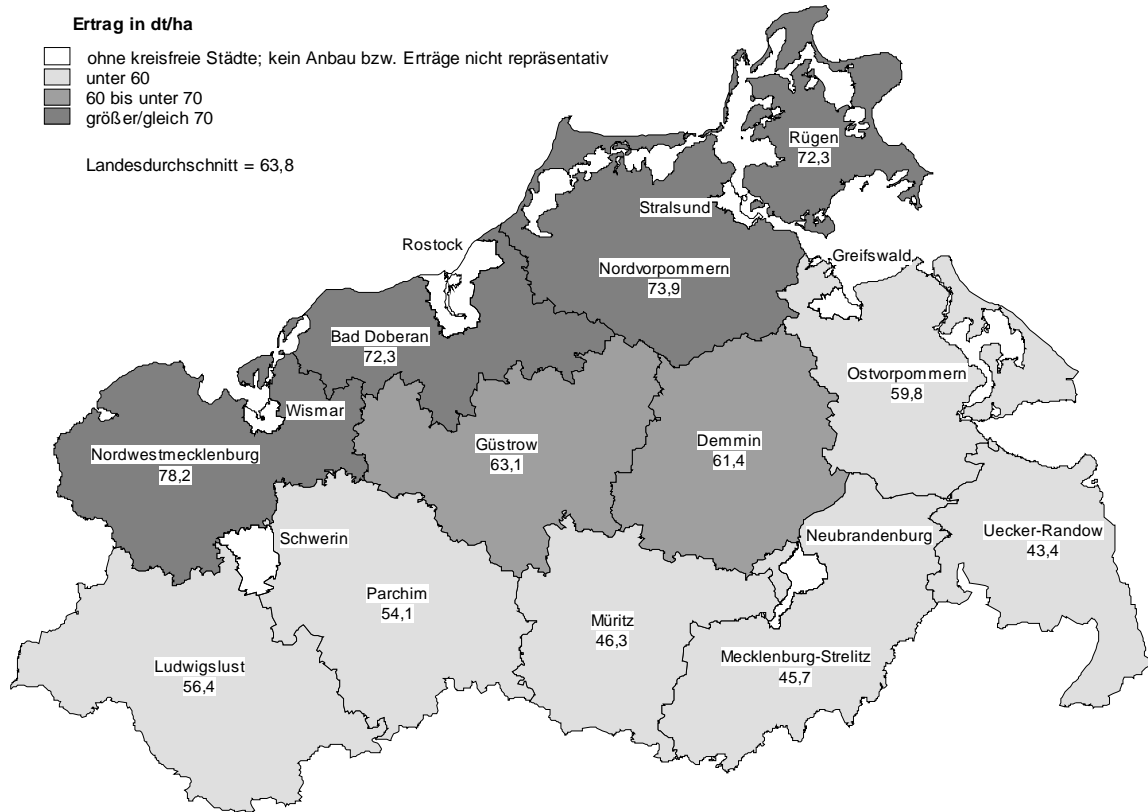 Ertrag in dt/ha
ohne kreisfreie Städte; kein Anbau bzw. Erträge nicht repräsentativ
unter 60
60 bis unter 70
größer/gleich 70
Landesdurchschnitt = 63,8
Rügen
72,3
Stralsund
Rostock
Greifswald
Nordvorpommern
73,9
Bad Doberan
72,3
Ostvorpommern
59,8
Wismar
Güstrow
63,1
Demmin
61,4
Nordwestmecklenburg
78,2
Schwerin
Neubrandenburg
Uecker-Randow
43,4
Parchim
54,1
Müritz
46,3
Mecklenburg-Strelitz
45,7
Ludwigslust
56,4